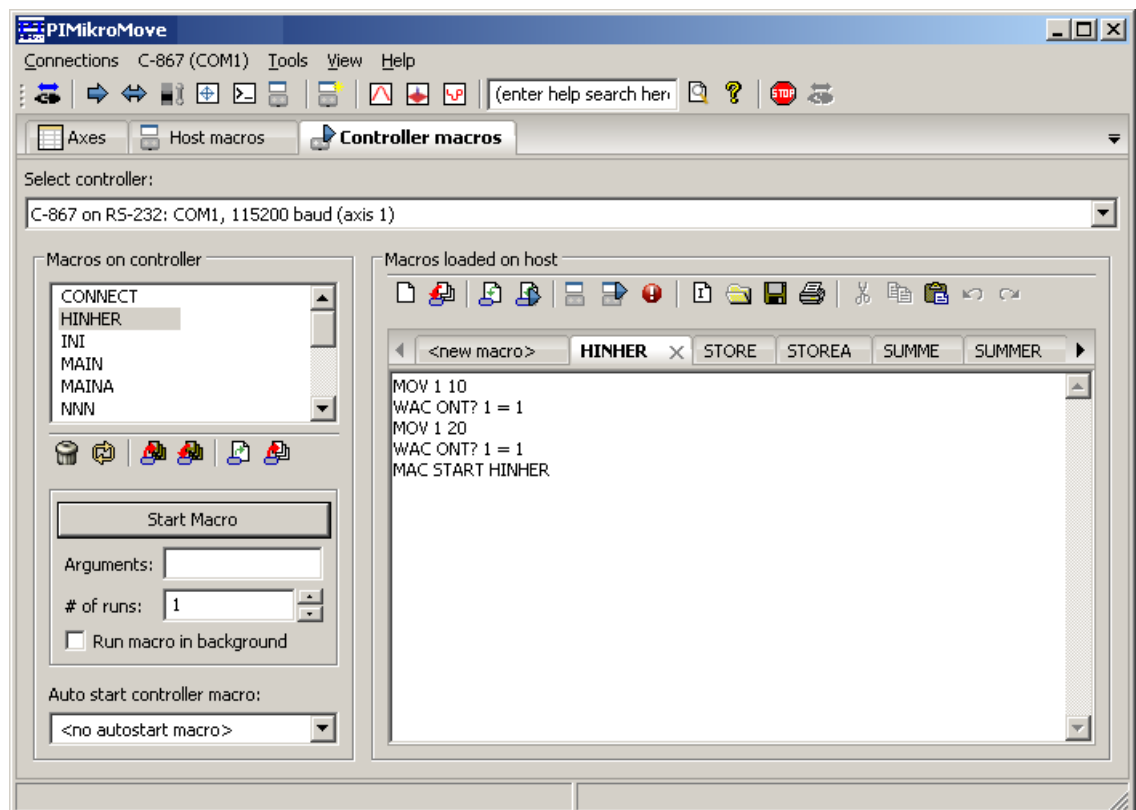 PIMikroMove
Connections C-867 (COM1) Tools View Help
(enter help search her
STOP
Axes Host macros Controller macros
Select controller:
C-867 on RS-232: COM1, 115200 baud (axis 1)
Macros on controller
CONNECT
HINHER
INI
MAIN
MAINA
NNN
Start Macro
Arguments:
# of runs: 1
Run macro in background
Auto start controller macro:
<no autostart macro>
Macros loaded on host
<new macro> HINHER STORE STOREA SUMME SUMMER
MOV 1 10
WAC ONT? 1 = 1
MOV 1 20
WAC ONT? 1 = 1
MAC START HINHER